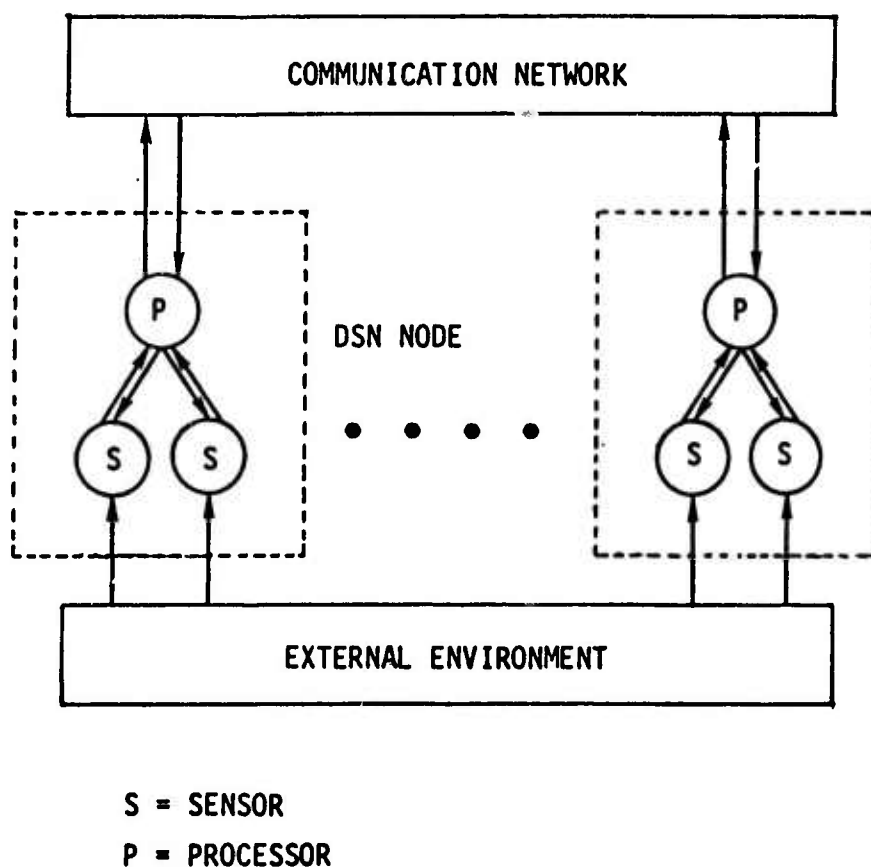 COMMUNICATION NETWORK
P
P
DSN NODE
S
S
S
S
EXTERNAL ENVIRONMENT
S = SENSOR
P = PROCESSOR